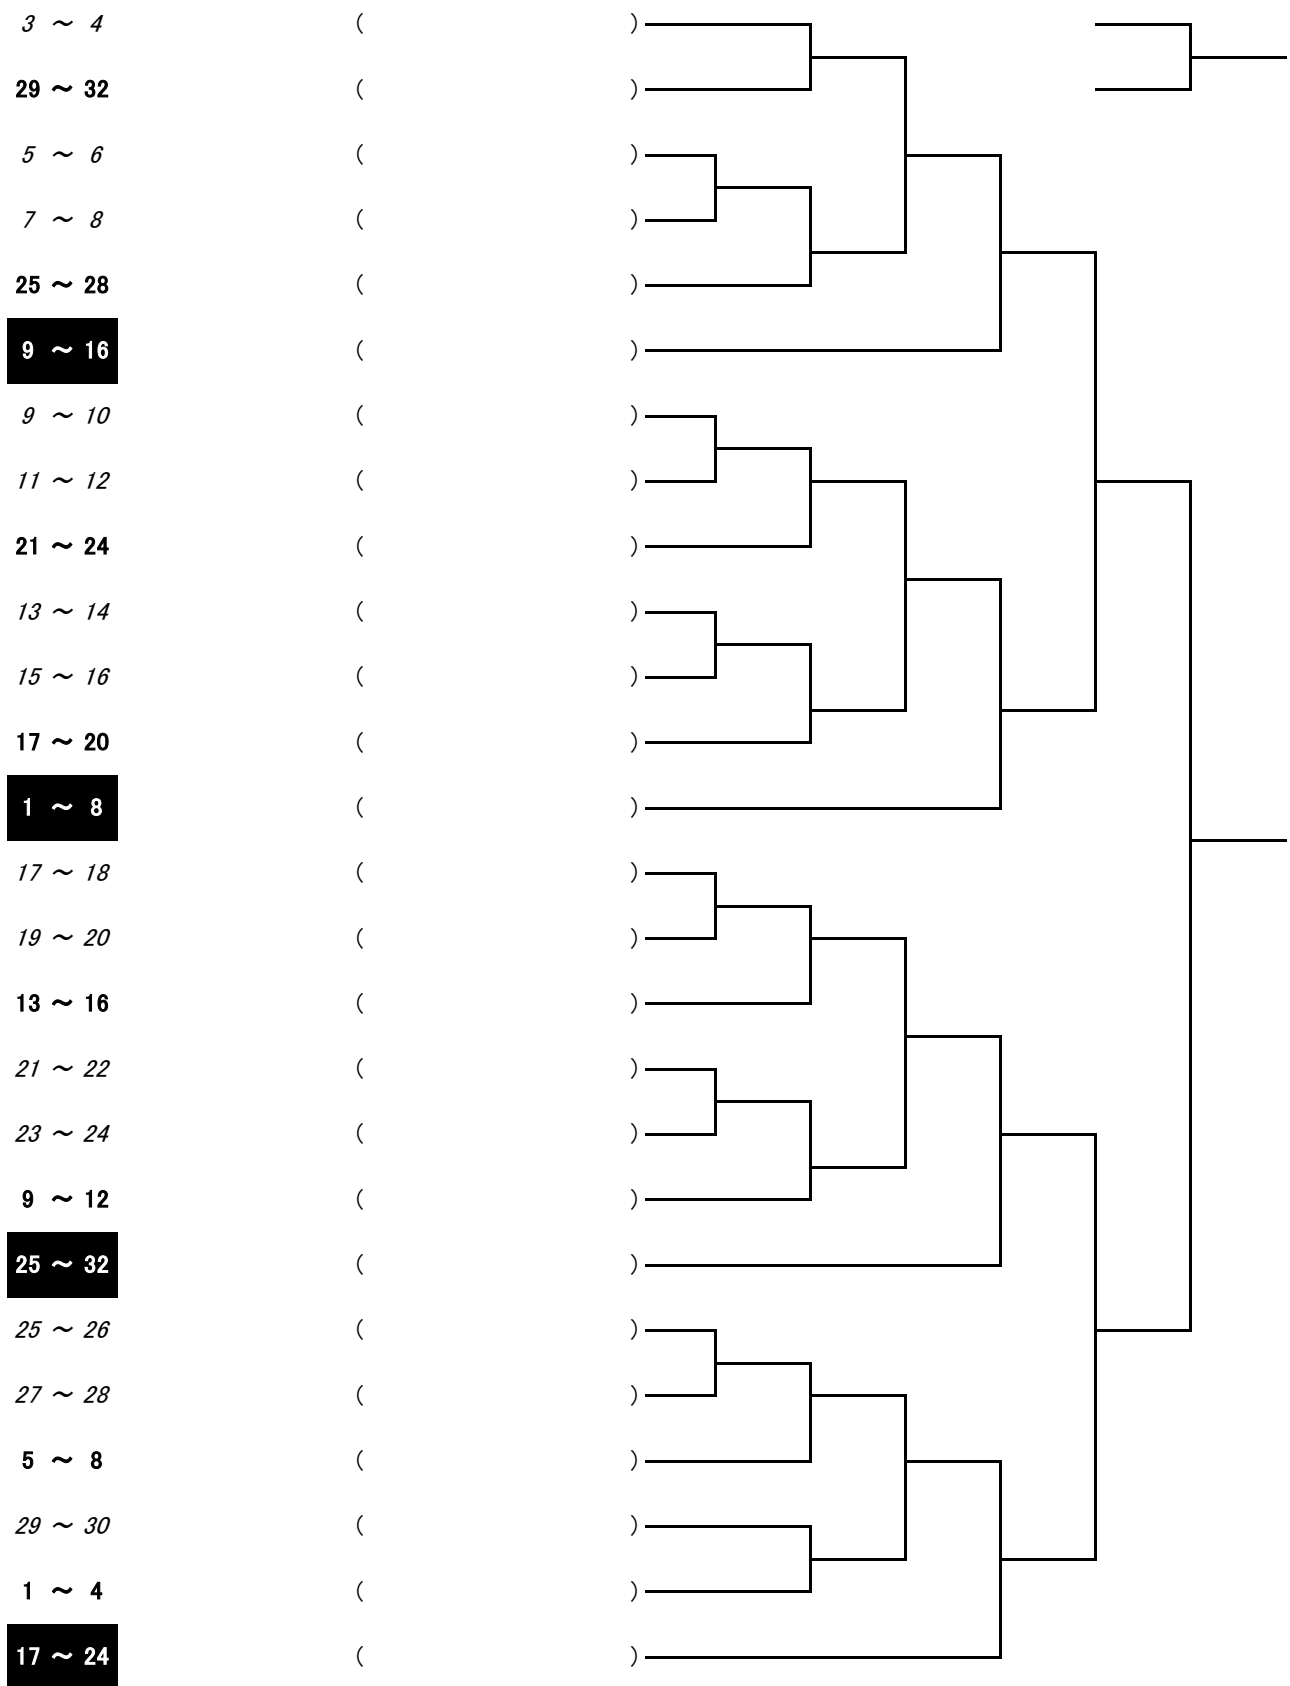 3 ～ 4 ( )
29 ～ 32 ( )
5 ～ 6 ( )
7 ～ 8 ( )
25 ～ 28 ( )
9 ～ 16 ( )
9 ～ 10 ( )
11 ～ 12 ( )
21 ～ 24 ( )
13 ～ 14 ( )
15 ～ 16 ( )
17 ～ 20 ( )
1 ～ 8 ( )
17 ～ 18 ( )
19 ～ 20 ( )
13 ～ 16 ( )
21 ～ 22 ( )
23 ～ 24 ( )
9 ～ 12 ( )
25 ～ 32 ( )
25 ～ 26 ( )
27 ～ 28 ( )
5 ～ 8 ( )
29 ～ 30 ( )
1 ～ 4 ( )
17 ～ 24 ( )